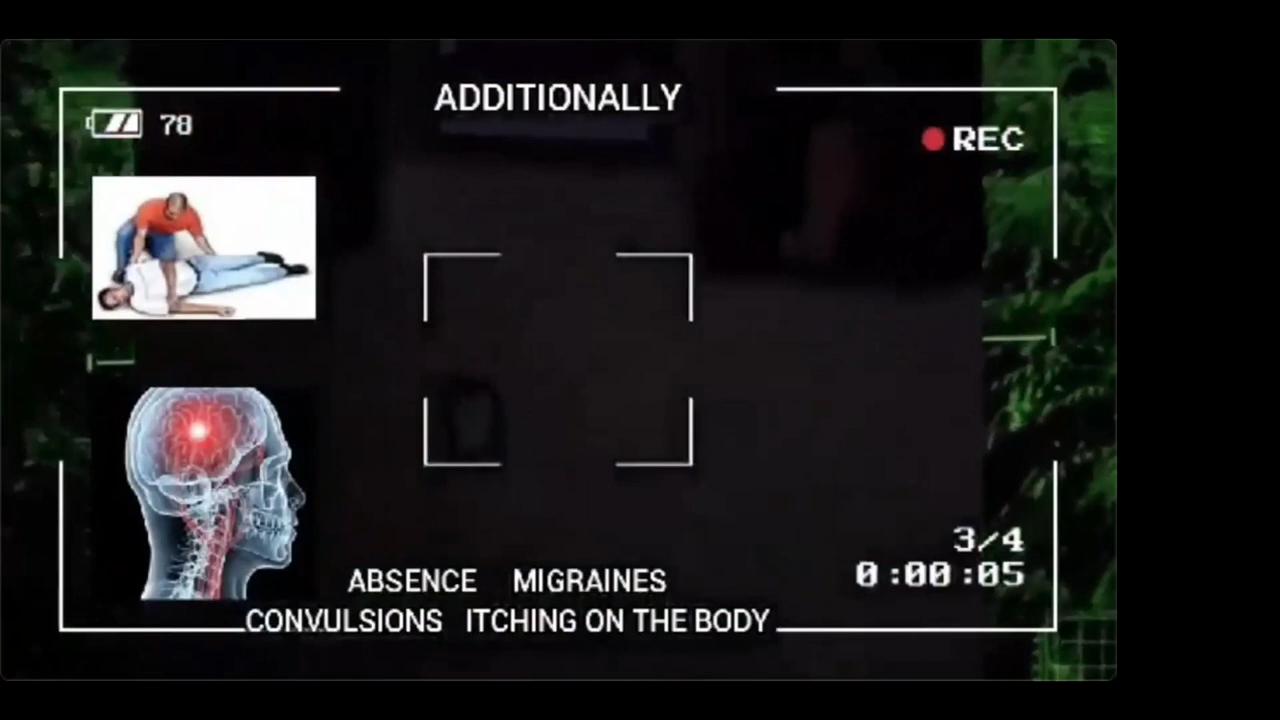 ADDITIONALLY
78
REC
3/4
0:00:05
ABSENCE MIGRAINES
CONVULSIONS ITCHING ON THE BODY